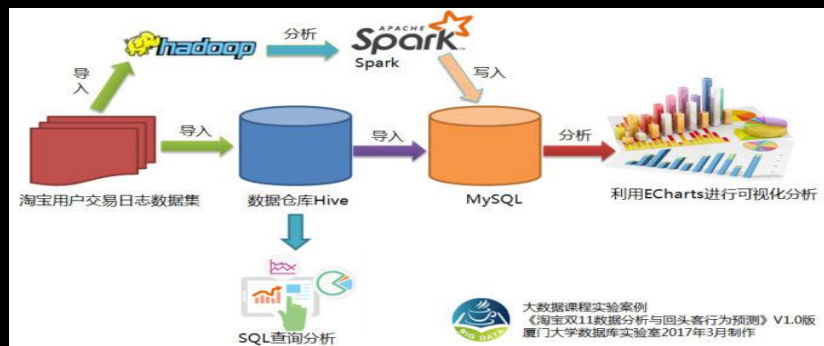 hadoop
分析
APACHE
Spark
Spark
导入
写入
导入
导入
分析
淘宝用户交易日志数据集
数据仓库Hive
MySQL
利用ECharts进行可视化分析
SQL查询分析
BIG DATA
大数据课程实验案例
《淘宝双11数据分析与回头客行为预测》V1.0版
厦门大学数据库实验室2017年3月制作